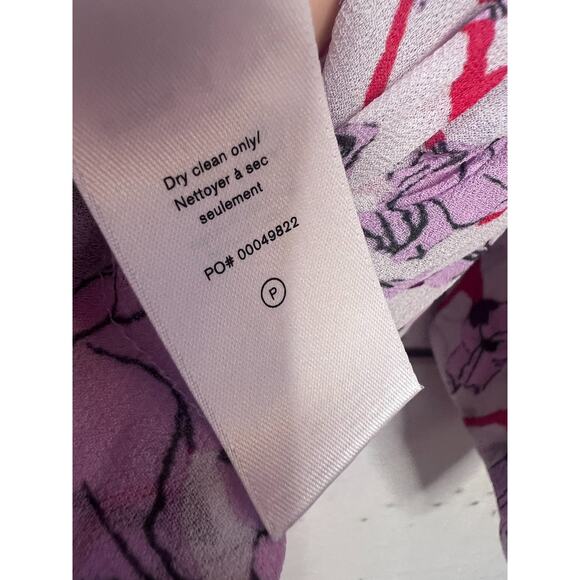 Dry clean only/
Nettoyer à sec
seulement
PO# 00049822
P